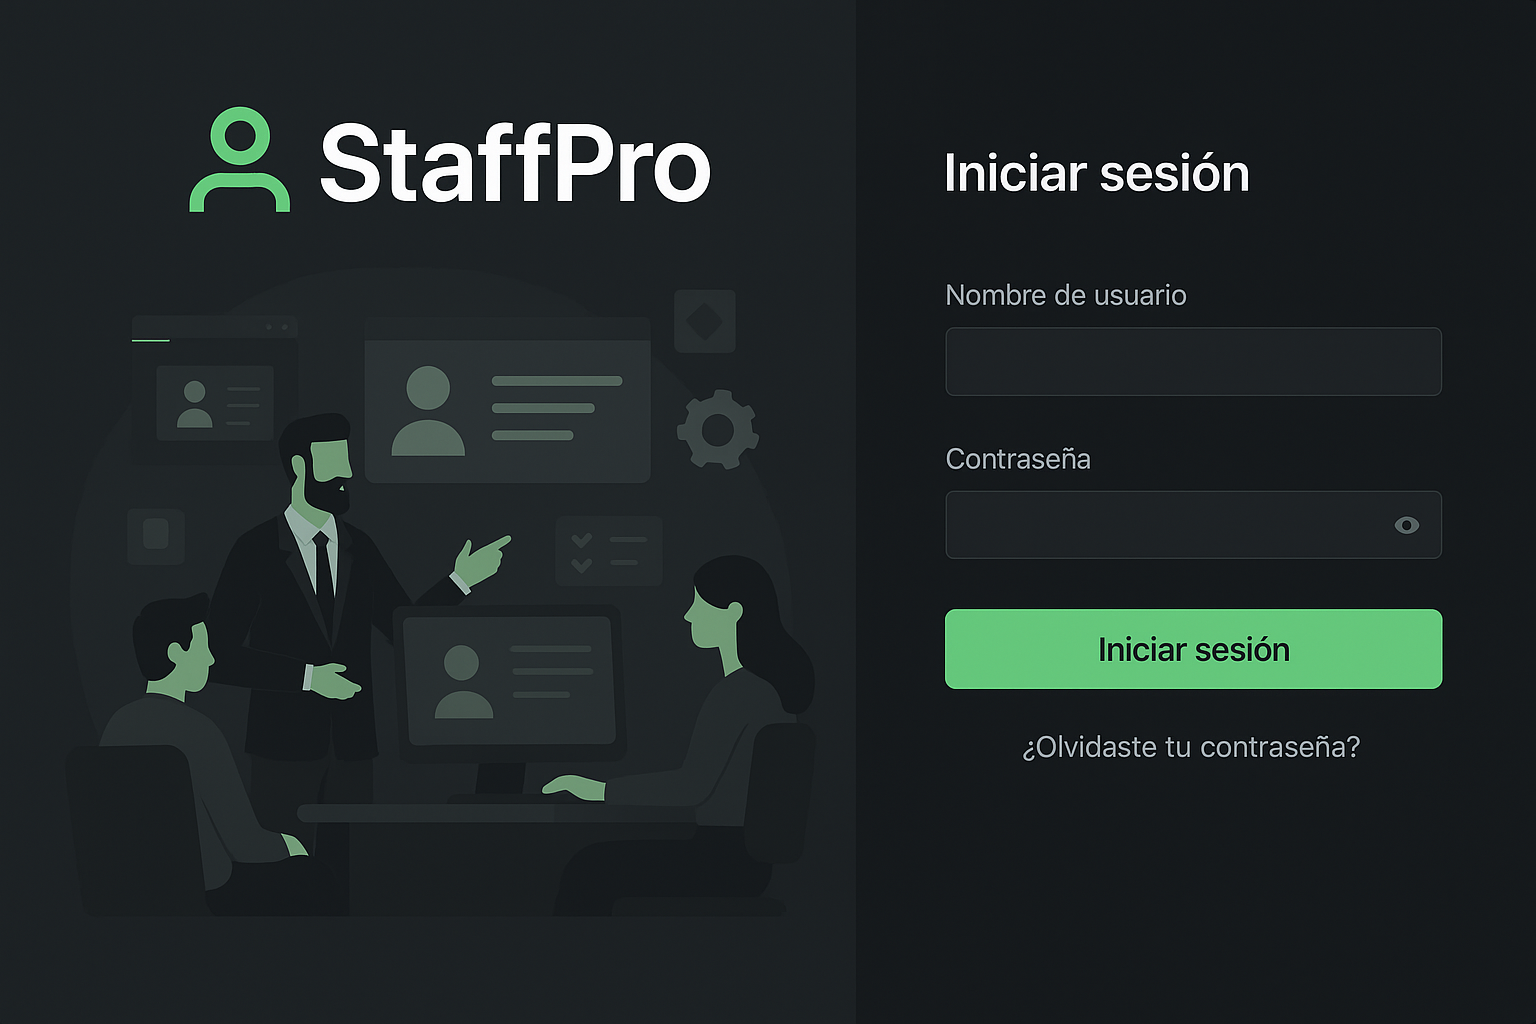 StaffPro
Iniciar sesión
Nombre de usuario
Contraseña
Iniciar sesión
¿Olvidaste tu contraseña?